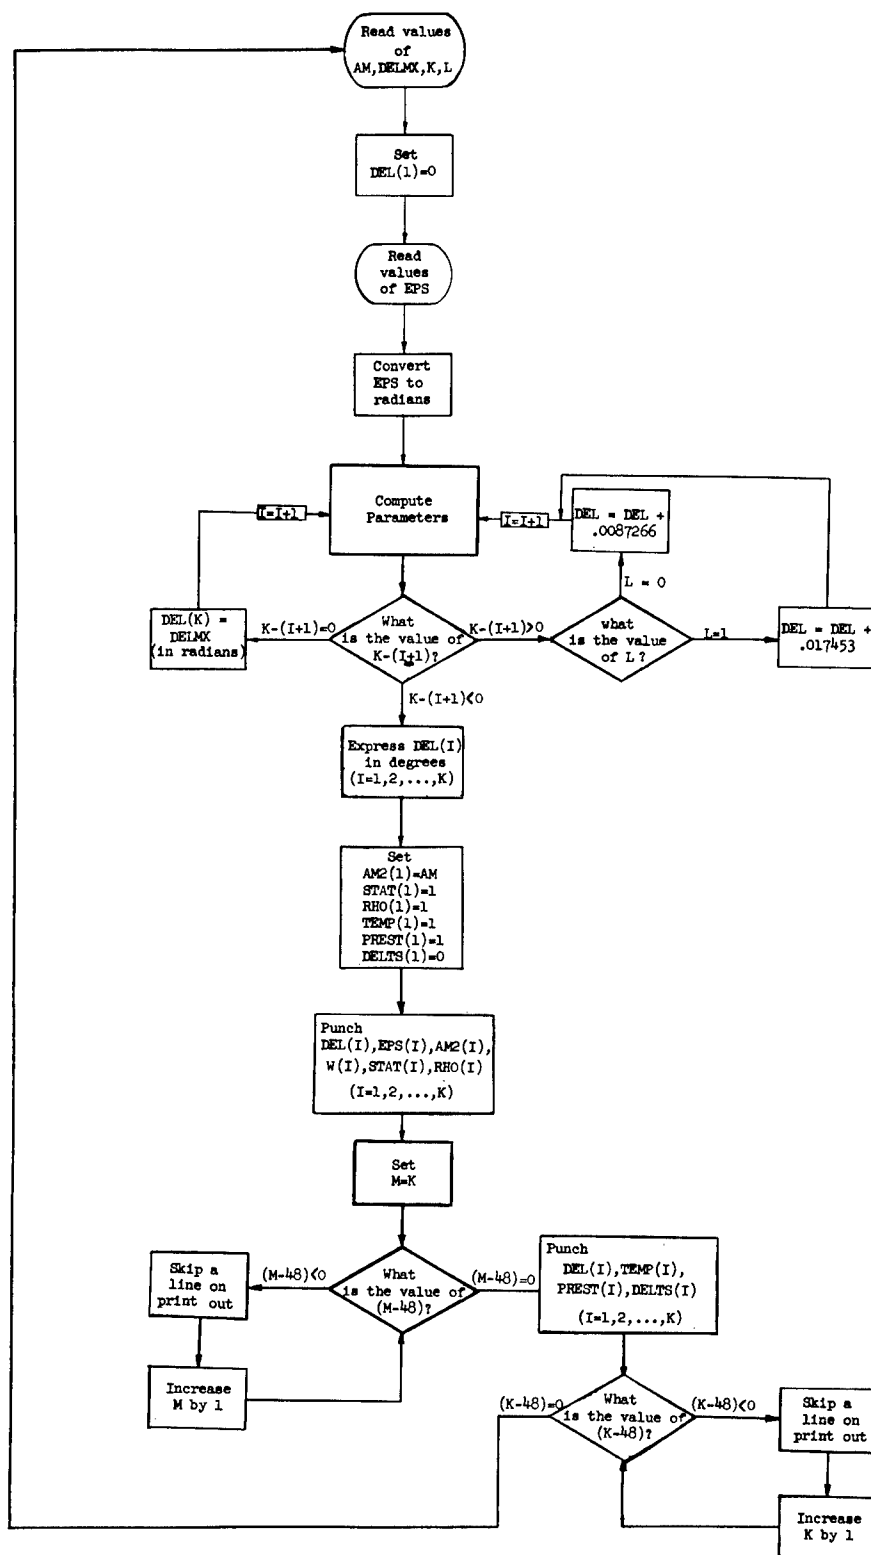 Read values
of
AM,DELMX,K,L
Set
DEL(1)=0
Read
values
of EPS
Convert
EPS to
radians
Compute
Parameters
I=I+1
I=I+1
DEL = DEL +
.0087266
L = 0
DEL(K) =
DELMX
(in radians)
K-(I+1)=0
What
is the value of
K-(I+1)?
K-(I+1)>0
what
is the value
of L?
L=1
DEL = DEL +
.017453
K-(I+1)<0
Express DEL(I)
in degrees
(I=1,2,...,K)
Set
AM2(1)=AM
STAT(1)=1
RHO(1)=1
TEMP(1)=1
PREST(1)=1
DELTS(1)=0
Punch
DEL(I),EPS(I),AM2(I),
W(I),STAT(I),RHO(I)
(I=1,2,...,K)
Set
M=K
Skip a
line on
print out
(M-48)<0
What
is the value of
(M-48)?
(M-48)=0
Punch
DEL(I),TEMP(I),
PREST(I),DELTS(I)
(I=1,2,...,K)
Increase
M by 1
(K-48)=0
What
is the value of
(K-48)?
(K-48)<0
Skip a
line on
print out
Increase
K by 1